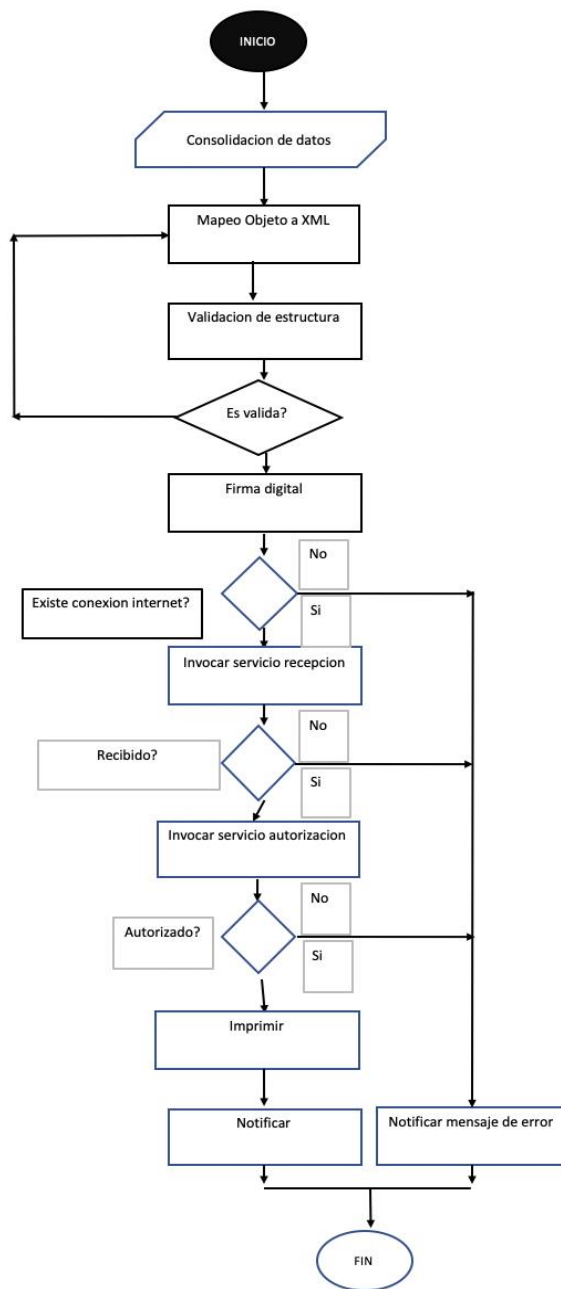 INICIO
Consolidacion de datos
Mapeo Objeto a XML
Validacion de estructura
Es valida?
Firma digital
No
Existe conexion internet?
Si
Invocar servicio recepcion
No
Recibido?
Si
Invocar servicio autorizacion
No
Autorizado?
Si
Imprimir
Notificar
Notificar mensaje de error
FIN